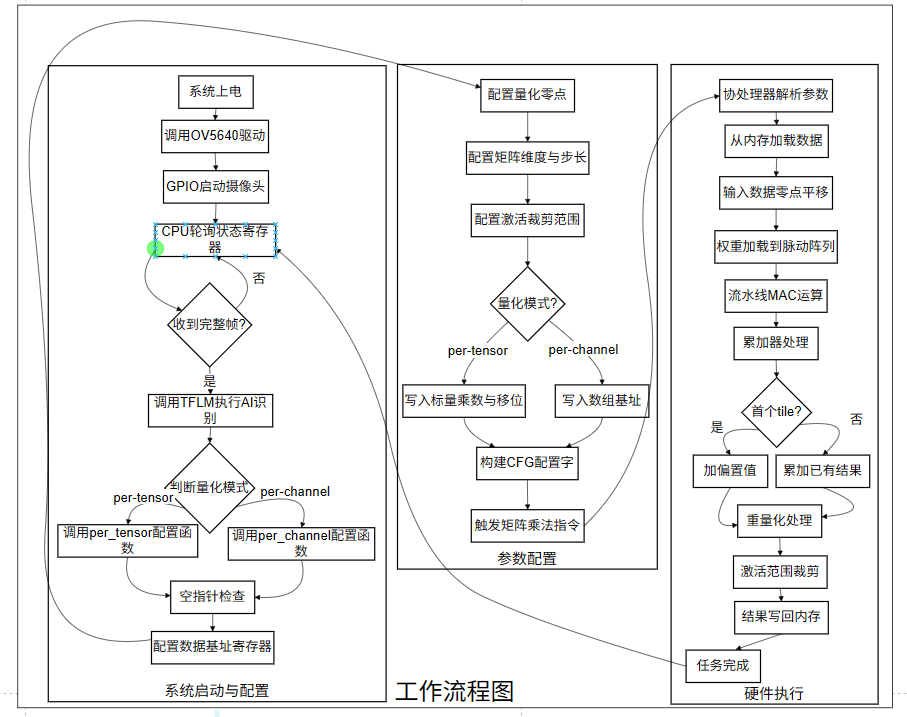 系统上电
调用OV5640驱动
GPIO启动摄像头
CPU轮询状态寄存
器
否
收到完整帧?
是
调用TFLM执行AI识
别
判断量化模式
per-tensor
per-channel
调用per_tensor配置函
数
调用per_channel配置函
数
空指针检查
配置数据基址寄存器
系统启动与配置
配置量化零点
配置矩阵维度与步长
配置激活裁剪范围
量化模式?
per-tensor
per-channel
写入标量乘数与移位
写入数组基址
构建CFG配置字
触发矩阵乘法指令
参数配置
协处理器解析参数
从内存加载数据
输入数据零点平移
权重加载到脉动阵列
流水线MAC运算
累加器处理
首个tile?
是
否
加偏置值
累加已有结果
重量化处理
激活范围裁剪
结果写回内存
任务完成
硬件执行
工作流程图